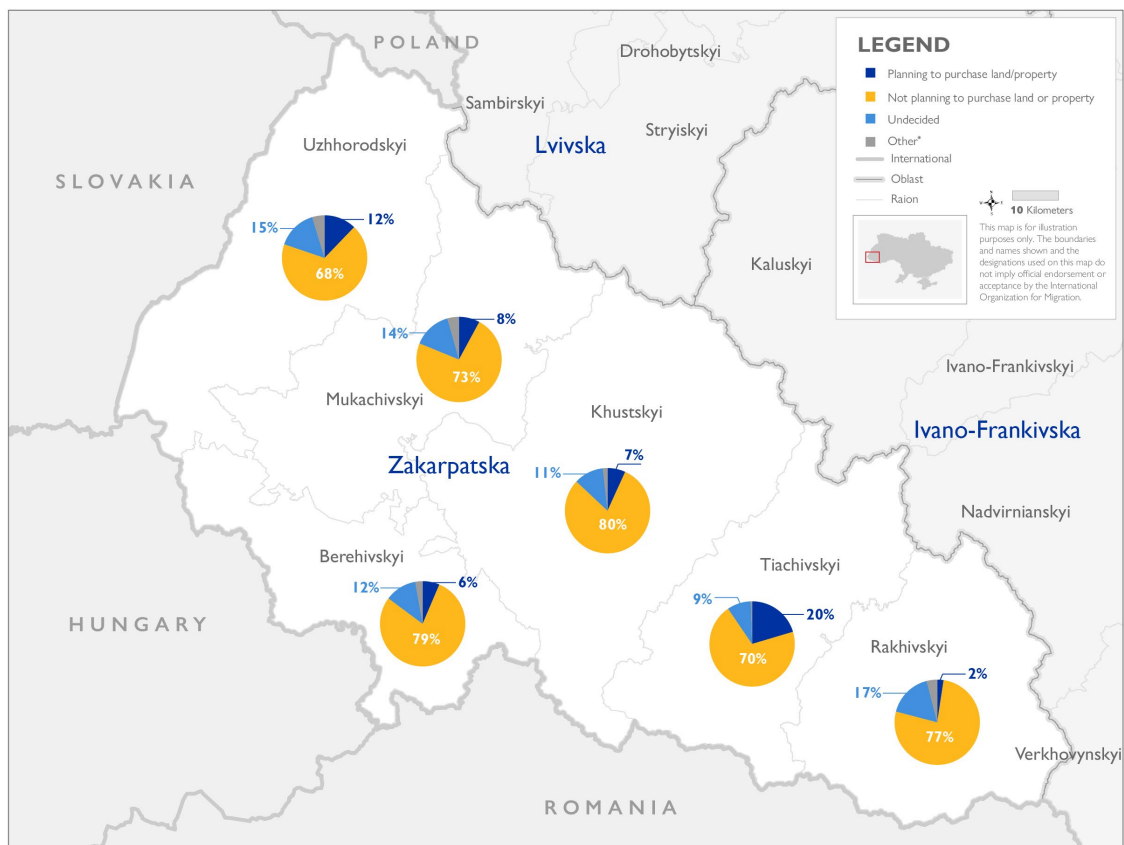 POLAND
Drohobytskyi
Sambirskyi
Stryiskyi
Uzhhorodskyi
Lvivska
SLOVAKIA
15%
12%
68%
Kaluskyi
14%
8%
73%
Mukachivskyi
Khustskyi
Ivano-Frankivskyi
Ivano-Frankivska
Zakarpatska
11%
7%
80%
Nadvirnianskyi
Berehivskyi
12%
6%
79%
Tiachivskyi
9%
20%
70%
HUNGARY
Rakhivskyi
17%
2%
77%
Verkhovynskyi
ROMANIA
LEGEND
Planning to purchase land/property
Not planning to purchase land or property
Undecided
Other*
International
Oblast
Raion
N
W
E
S
10 Kilometers
This map is for illustration
purposes only. The boundaries
and names shown and the
designations used on this map do
not imply official endorsement or
acceptance by the International
Organization for Migration.